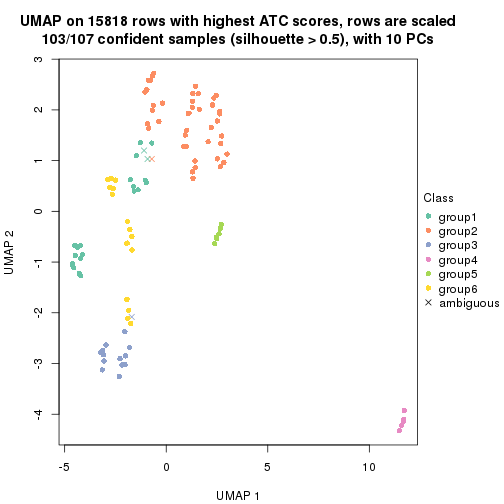 UMAP on 15818 rows with highest ATC scores, rows are scaled
103/107 confident samples (silhouette > 0.5), with 10 PCs
3
2
1
0
-1
-2
-3
-4
UMAP 2
-5
0
5
10
UMAP 1
Class
group1
group2
group3
group4
group5
group6
ambiguous